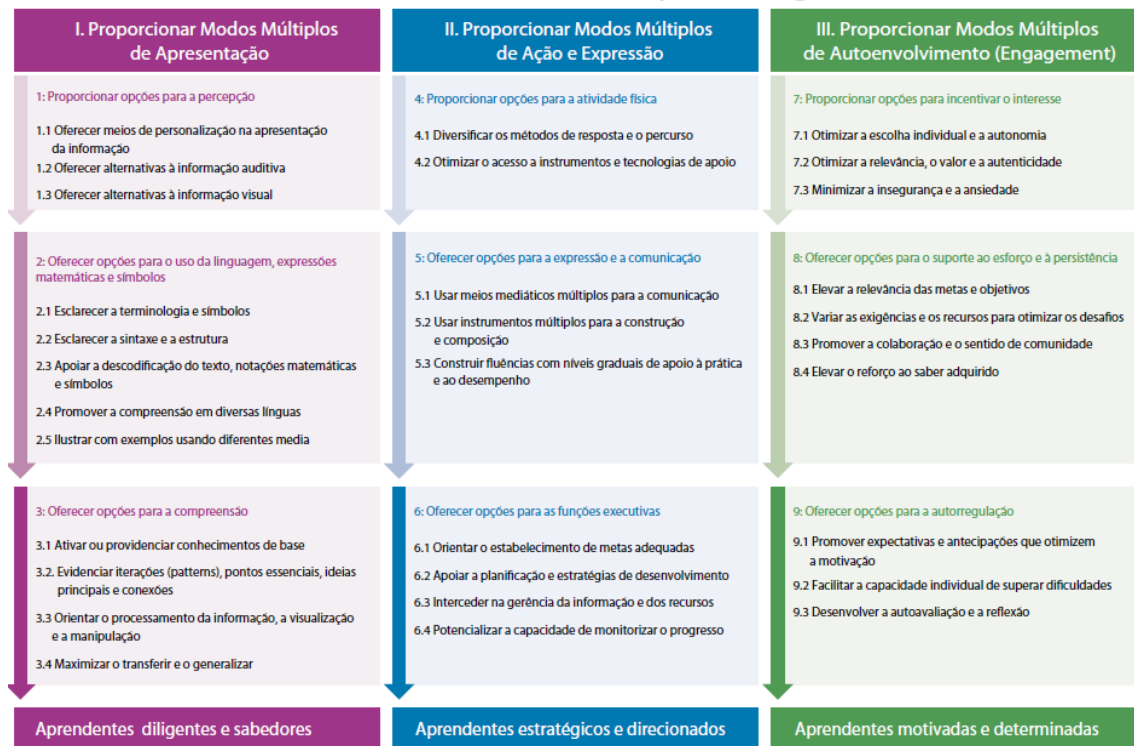 I. Proporcionar Modos Múltiplos
de Apresentação
1: Proporcionar opções para a percepção
1.1 Oferecer meios de personalização na apresentação
da informação
1.2 Oferecer alternativas à informação auditiva
1.3 Oferecer alternativas à informação visual
2: Oferecer opções para o uso da linguagem, expressões
matemáticas e símbolos
2.1 Esclarecer a terminologia e símbolos
2.2 Esclarecer a sintaxe e a estrutura
2.3 Apoiar a descodificação do texto, notações matemáticas
e símbolos
2.4 Promover a compreensão em diversas línguas
2.5 Ilustrar com exemplos usando diferentes media
3: Oferecer opções para a compreensão
3.1 Ativar ou providenciar conhecimentos de base
3.2. Evidenciar iterações (patterns), pontos essenciais, ideias
principais e conexões
3.3 Orientar o processamento da informação, a visualização
e a manipulação
3.4 Maximizar o transferir e o generalizar
Aprendentes diligentes e sabedores
II. Proporcionar Modos Múltiplos
de Ação e Expressão
4: Proporcionar opções para a atividade física
4.1 Diversificar os métodos de resposta e o percurso
4.2 Otimizar o acesso a instrumentos e tecnologias de apoio
5: Oferecer opções para a expressão e a comunicação
5.1 Usar meios mediáticos múltiplos para a comunicação
5.2 Usar instrumentos múltiplos para a construção
e composição
5.3 Construir fluências com níveis graduais de apoio à prática
e ao desempenho
6: Oferecer opções para as funções executivas
6.1 Orientar o estabelecimento de metas adequadas
6.2 Apoiar a planificação e estratégias de desenvolvimento
6.3 Interceder na gerência da informação e dos recursos
6.4 Potencializar a capacidade de monitorizar o progresso
Aprendentes estratégicos e direcionados
III. Proporcionar Modos Múltiplos
de Autoenvolvimento (Engagement)
7: Proporcionar opções para incentivar o interesse
7.1 Otimizar a escolha individual e a autonomia
7.2 Otimizar a relevância, o valor e a autenticidade
7.3 Minimizar a insegurança e a ansiedade
8: Oferecer opções para o suporte ao esforço e à persistência
8.1 Elevar a relevância das metas e objetivos
8.2 Variar as exigências e os recursos para otimizar os desafios
8.3 Promover a colaboração e o sentido de comunidade
8.4 Elevar o reforço ao saber adquirido
9: Oferecer opções para a autorregulação
9.1 Promover expectativas e antecipações que otimizem
a motivação
9.2 Facilitar a capacidade individual de superar dificuldades
9.3 Desenvolver a autoavaliação e a reflexão
Aprendentes motivadas e determinadas